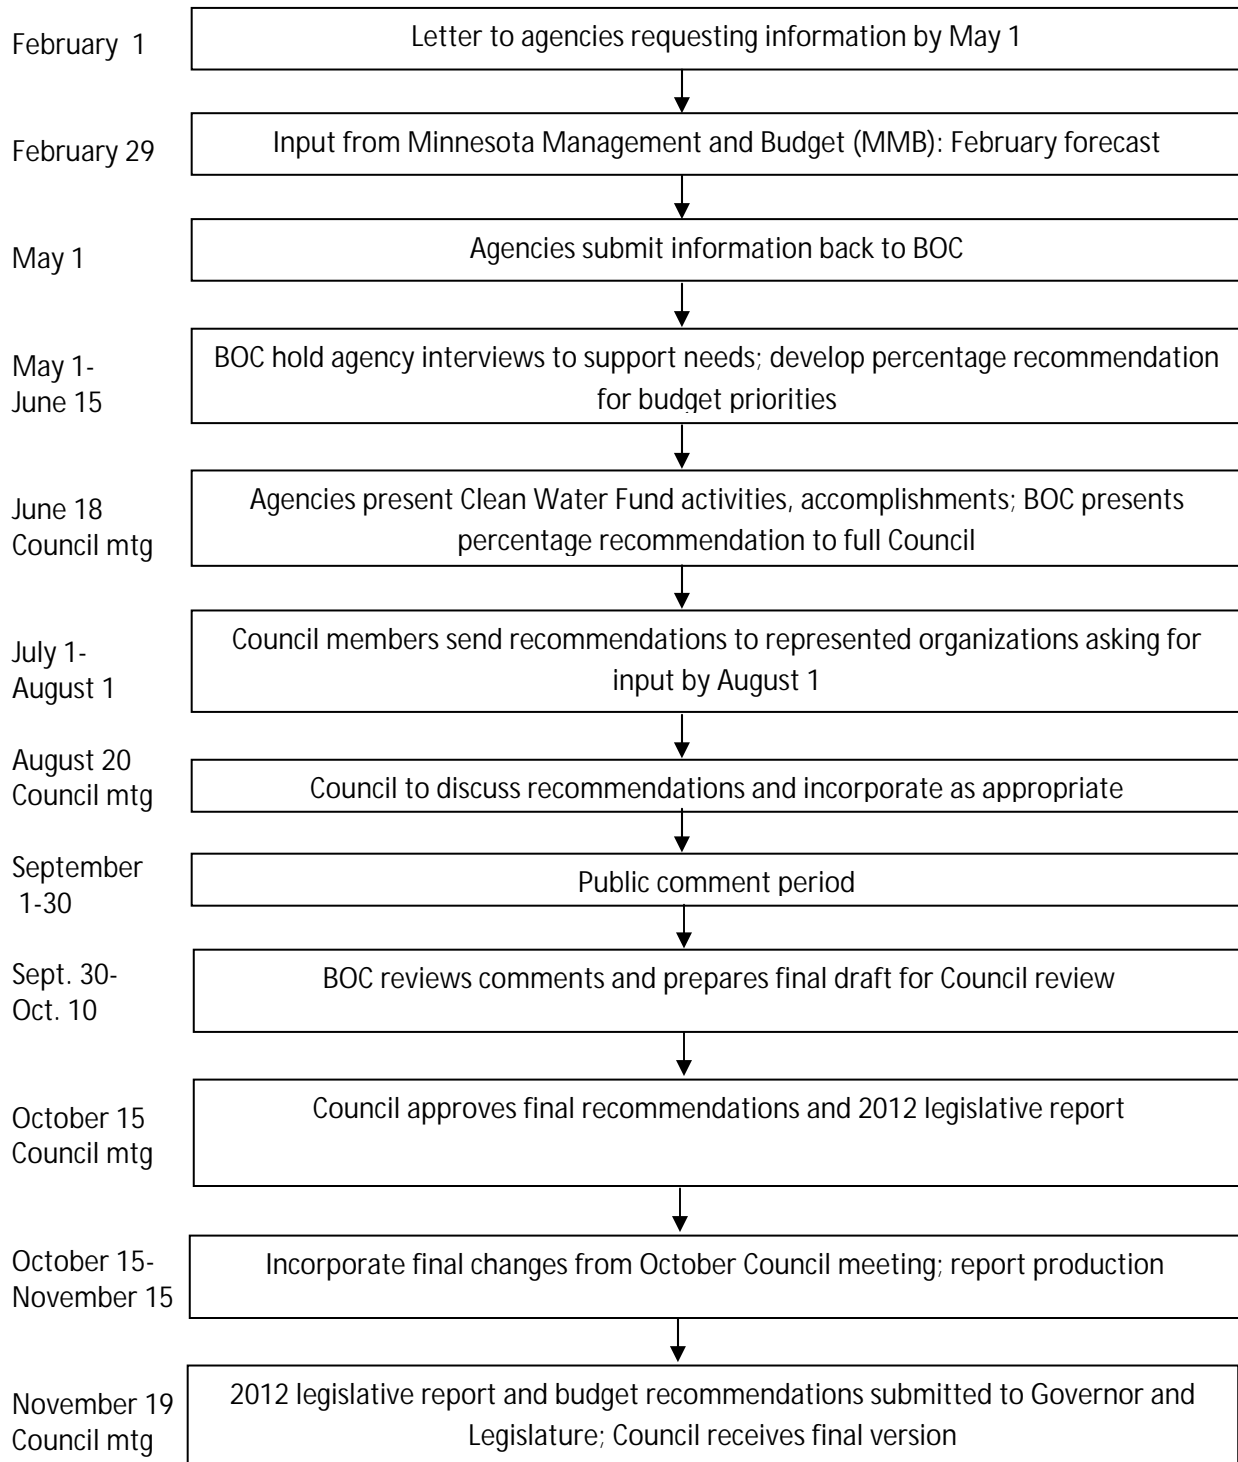 February 1
Letter to agencies requesting information by May 1
February 29
Input from Minnesota Management and Budget (MMB): February forecast
May 1
Agencies submit information back to BOC
May 1-
June 15
BOC hold agency interviews to support needs; develop percentage recommendation
for budget priorities
June 18
Council mtg
Agencies present Clean Water Fund activities, accomplishments; BOC presents
percentage recommendation to full Council
July 1-
August 1
Council members send recommendations to represented organizations asking for
input by August 1
August 20
Council mtg
Council to discuss recommendations and incorporate as appropriate
September
1-30
Public comment period
Sept. 30-
Oct. 10
BOC reviews comments and prepares final draft for Council review
October 15
Council mtg
Council approves final recommendations and 2012 legislative report
October 15-
November 15
Incorporate final changes from October Council meeting; report production
November 19
Council mtg
2012 legislative report and budget recommendations submitted to Governor and
Legislature; Council receives final version